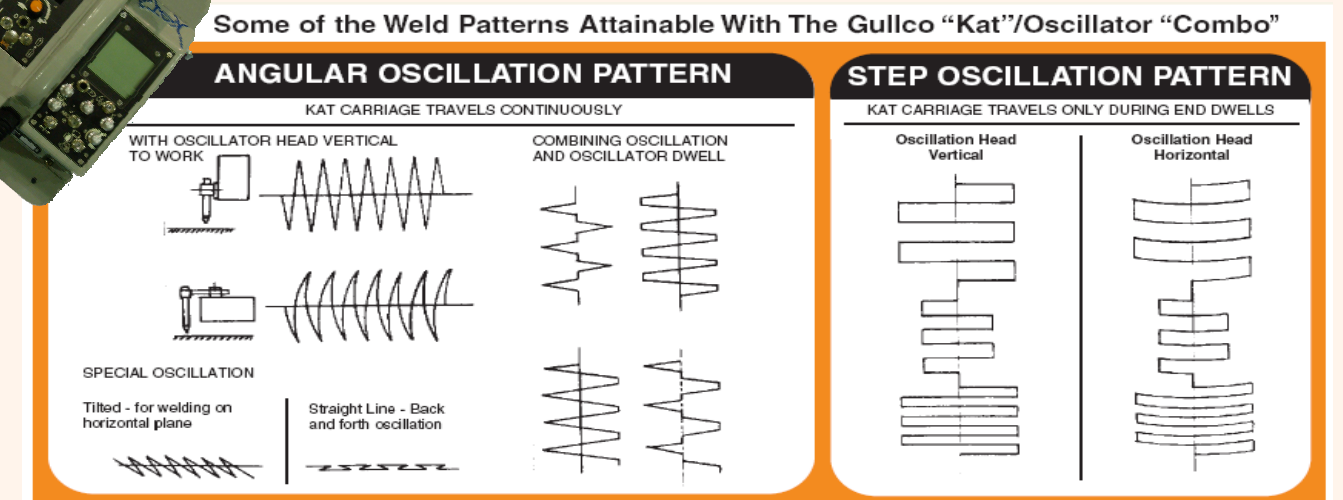 Some of the Weld Patterns Attainable With The Gullco “Kat”/Oscillator “Combo”
ANGULAR OSCILLATION PATTERN
KAT CARRIAGE TRAVELS CONTINUOUSLY
WITH OSCILLATOR HEAD VERTICAL
TO WORK
COMBINING OSCILLATION
AND OSCILLATOR DWELL
SPECIAL OSCILLATION
Tilted - for welding on
horizontal plane
Straight Line - Back
and forth oscillation
STEP OSCILLATION PATTERN
KAT CARRIAGE TRAVELS ONLY DURING END DWELLS
Oscillation Head
Vertical
Oscillation Head
Horizontal